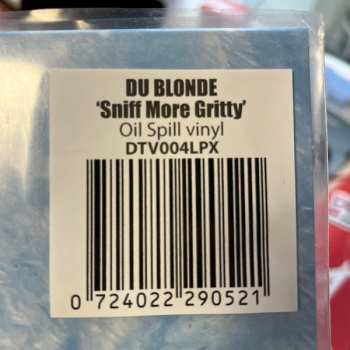 DU BLONDE
‘Sniff More Gritty’
Oil Spill vinyl
DTV004LPX
0 724022 290521